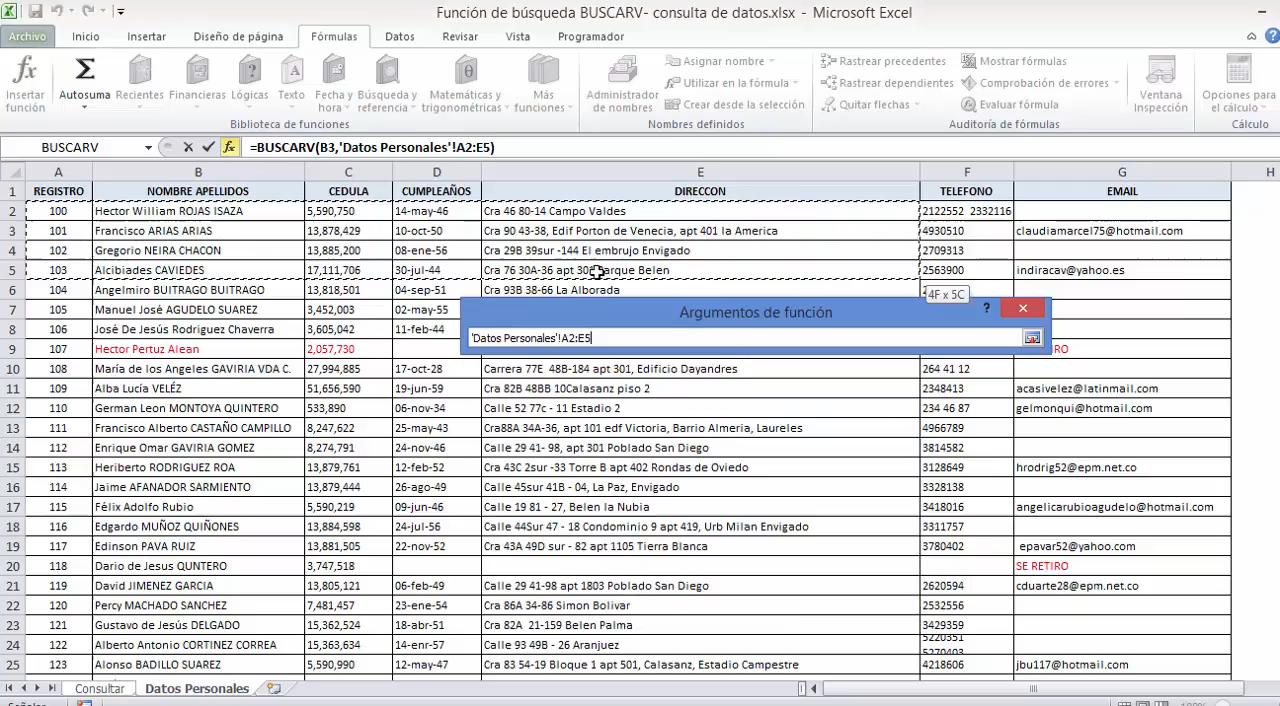 Función de búsqueda BUSCARV- consulta de datos.xlsx - Microsoft Excel
Archivo Inicio Insertar Diseño de página Fórmulas Datos Revisar Vista Programador
Insertar función Autosuma Recientes Financieras Lógicas Texto Fecha y hora Búsqueda y referencia Matemáticas y trigonométricas Más funciones
Biblioteca de funciones
Administrador de nombres Asignar nombre Utilizar en la fórmula Crear desde la selección
Nombres definidos
Rastrear precedentes Rastrear dependientes Quitar flechas Mostrar fórmulas Comprobación de errores Evaluar fórmula
Auditoría de fórmulas
Ventana Inspección
Opciones para el cálculo
Cálculo
BUSCARV fx =BUSCARV(B3,'Datos Personales'!A2:E5)
A B C D E F G H
1 REGISTRO NOMBRE APELLIDOS CEDULA CUMPLEAÑOS DIRECCON TELEFONO EMAIL
2 100 Hector William ROJAS ISAZA 5,590,750 14-may-46 Cra 46 80-14 Campo Valdes 2122552 2332116
3 101 Francisco ARIAS ARIAS 13,878,429 10-oct-50 Cra 90 43-38, Edif Porton de Venecia, apt 401 la America 4930510 claudiamarcel75@hotmail.com
4 102 Gregorio NEIRA CHACON 13,885,200 08-ene-56 Cra 29B 39sur -144 El embrujo Envigado 2709313
5 103 Alcibiades CAVIEDES 17,111,706 30-jul-44 Cra 76 30A-36 apt Parque Belen 2563900 indiracav@yahoo.es
6 104 Angelmiro BUITRAGO BUITRAGO 13,818,501 04-sep-51 Cra 93B 38-66 La Alborada
4F x 5C
Argumentos de función
'Datos Personales'!A2:E5
7 105 Manuel José AGUDELO SUAREZ 3,452,003 02-may-55
8 106 José De Jesús Rodriguez Chaverra 3,605,042 11-feb-44
9 107 Hector Pertuz Alean 2,057,730 RO
10 108 María de los Angeles GAVIRIA VDA C. 27,994,885 17-oct-28 Carrera 77E 48B-184 apt 301, Edificio Dayandres 264 41 12
11 109 Alba Lucía VELÉZ 51,656,590 19-jun-59 Cra 82B 48BB 10Calasanz piso 2 2348413 acasivelez@latinmail.com
12 110 German Leon MONTOYA QUINTERO 533,890 06-nov-34 Calle 52 77c - 11 Estadio 2 234 46 87 gelmonqui@hotmail.com
13 111 Francisco Alberto CASTAÑO CAMPILLO 8,247,622 25-may-43 Cra88A 34A-36, apt 101 edf Victoria, Barrio Almeria, Laureles 4966789
14 112 Enrique Omar GAVIRIA GOMEZ 8,274,791 24-nov-46 Calle 29 41- 98, apt 301 Poblado San Diego 3814582
15 113 Heriberto RODRIGUEZ ROA 13,879,761 12-feb-52 Cra 43C 2sur -33 Torre B apt 402 Rondas de Oviedo 3128649 hrodrig52@epm.net.co
16 114 Jaime AFANADOR SARMIENTO 13,879,444 26-ago-49 Calle 45sur 41B - 04, La Paz, Envigado 3328138
17 115 Félix Adolfo Rubio 5,590,219 09-jun-46 Calle 19 81 - 27, Belen la Nubia 3418016 angelicarubioagudelo@hotmail.com
18 116 Edgardo MUÑOZ QUIÑONES 13,884,598 24-jul-56 Calle 44Sur 47 - 18 Condominio 9 apt 419, Urb Milan Envigado 3311757
19 117 Edinson PAVA RUIZ 13,881,505 22-nov-52 Cra 43A 49D sur - 82 apt 1105 Tierra Blanca 3780402 epavar52@yahoo.com
20 118 Dario de Jesus QUNTERO 3,747,518 SE RETIRO
21 119 David JIMENEZ GARCIA 13,805,121 06-feb-49 Calle 29 41-98 apt 1803 Poblado San Diego 2620594 cduarte28@epm.net.co
22 120 Percy MACHADO SANCHEZ 7,481,457 23-ene-54 Cra 86A 34-86 Simon Bolivar 2532556
23 121 Gustavo de Jesús DELGADO 15,362,524 18-abr-51 Cra 82A 21-159 Belen Palma 3429359
24 122 Alberto Antonio CORTINEZ CORREA 15,363,634 14-enr-57 Calle 93 49B - 26 Aranjuez 5220351 5270403
25 123 Alonso BADILLO SUAREZ 5,590,990 12-may-47 Cra 83 54-19 Bloque 1 apt 501, Calasanz, Estadio Campestre 4218606 jbu117@hotmail.com
Consultar Datos Personales